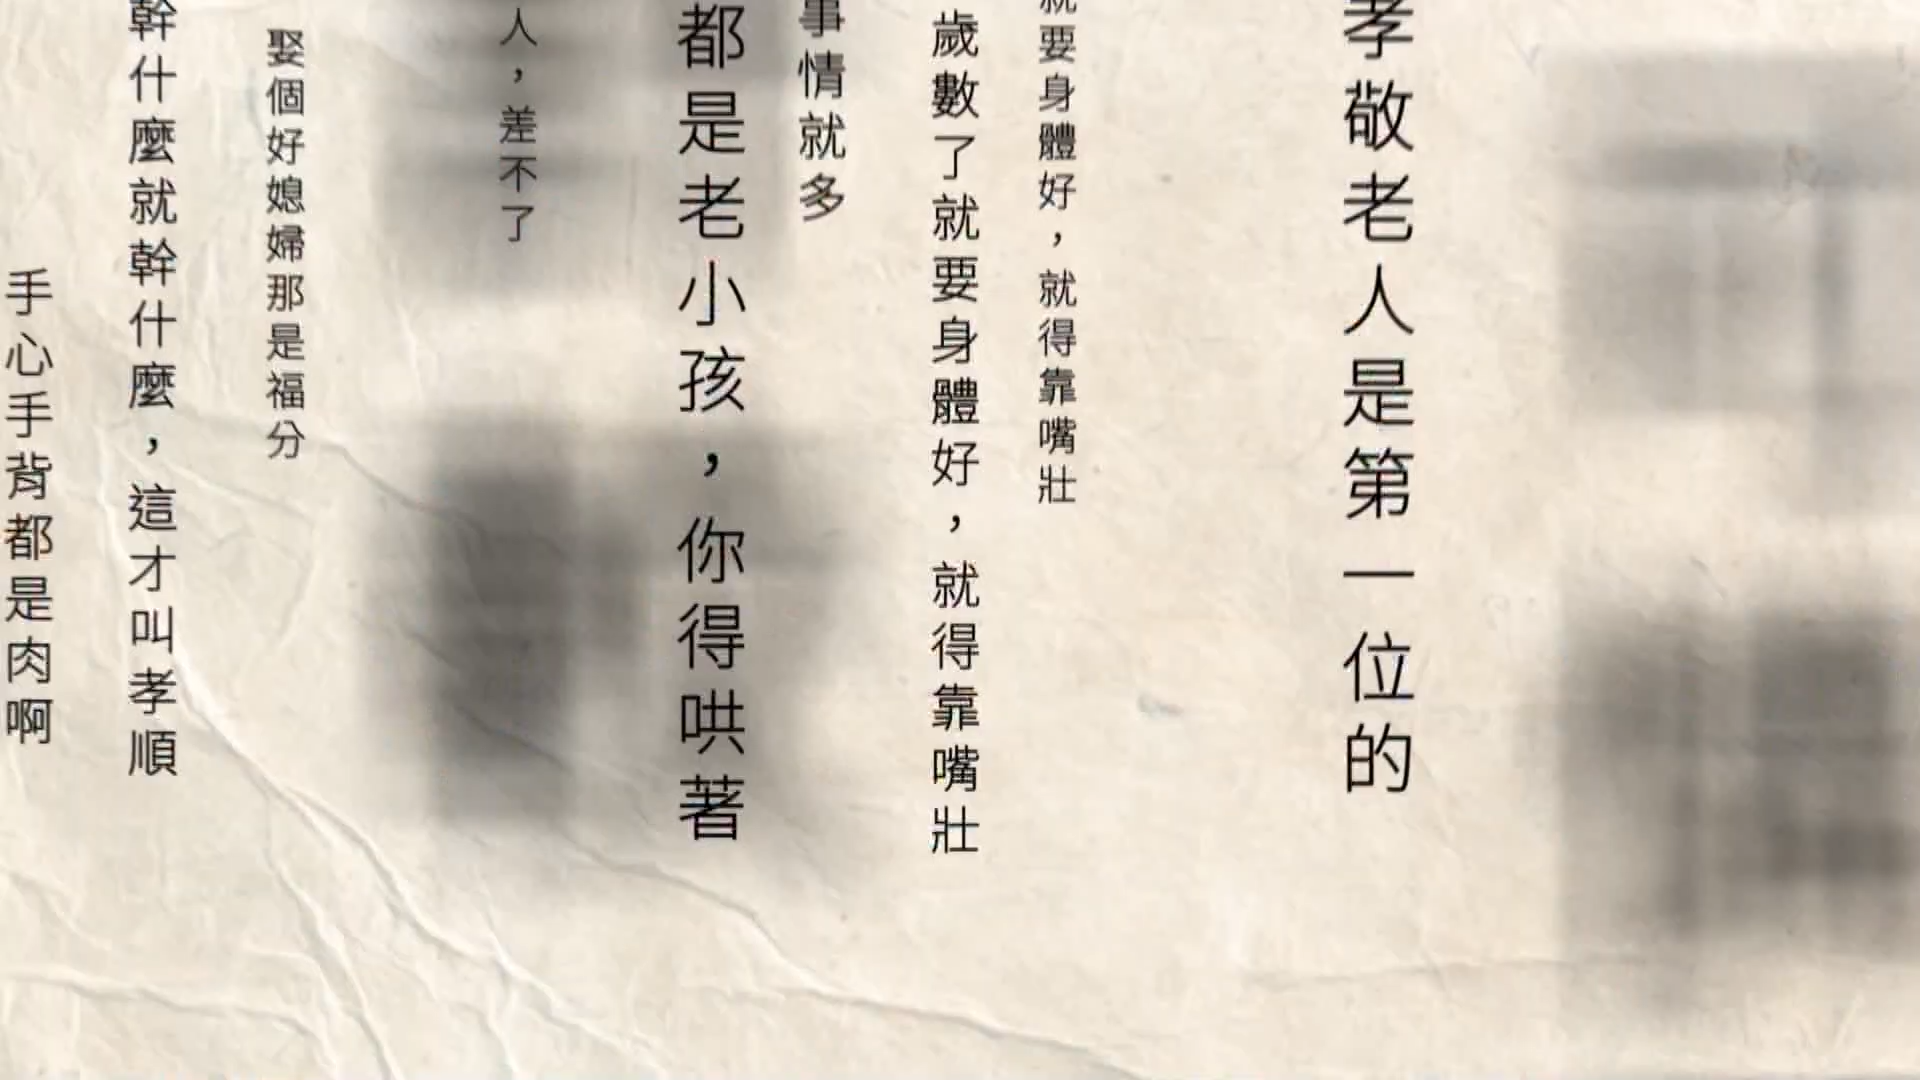 孝敬老人是第一位的
就要身體好，就得靠嘴壯
歲數了就要身體好，就得靠嘴壯
事情就多
都是老小孩，你得哄著
人，差不了
娶個好媳婦那是福分
幹什麼就幹什麼，這才叫孝順
手心手背都是肉啊